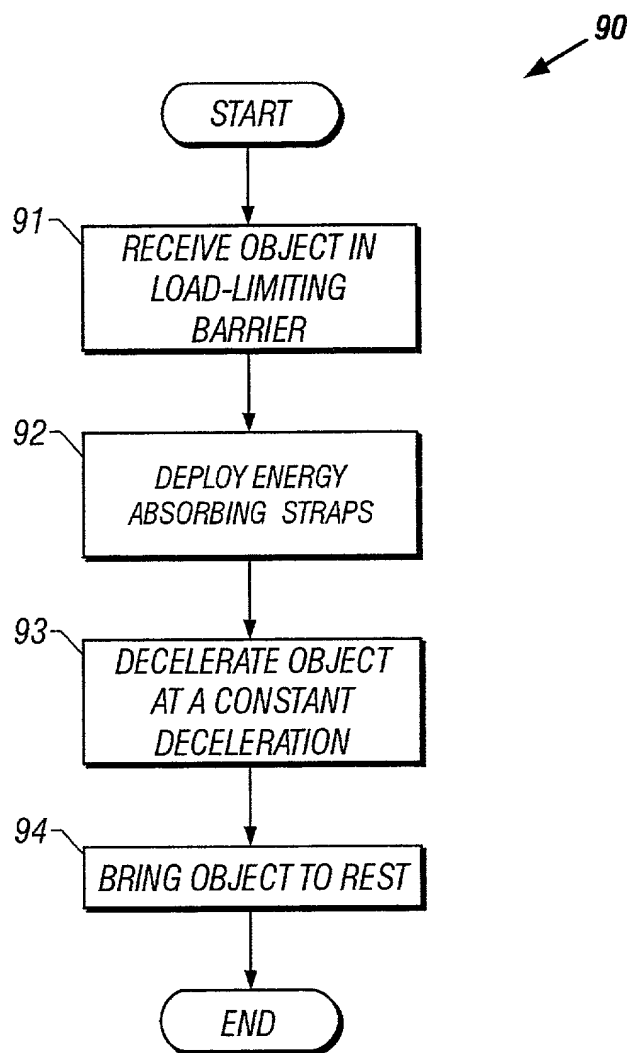 90
START
91
RECEIVE OBJECT IN
LOAD-LIMITING
BARRIER
92
DEPLOY ENERGY
ABSORBING STRAPS
93
DECELERATE OBJECT
AT A CONSTANT
DECELERATION
94
BRING OBJECT TO REST
END